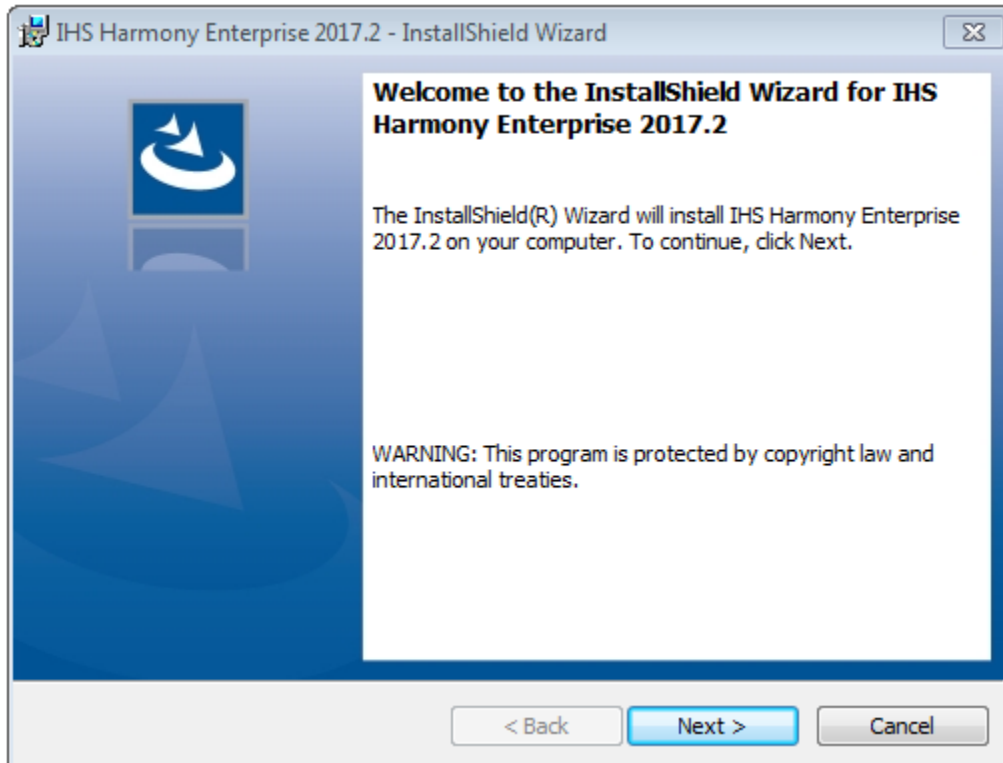 IHS Harmony Enterprise 2017.2 - InstallShield Wizard
Welcome to the InstallShield Wizard for IHS
Harmony Enterprise 2017.2
The InstallShield(R) Wizard will install IHS Harmony Enterprise
2017.2 on your computer. To continue, click Next.
WARNING: This program is protected by copyright law and
international treaties.
< Back
Next >
Cancel